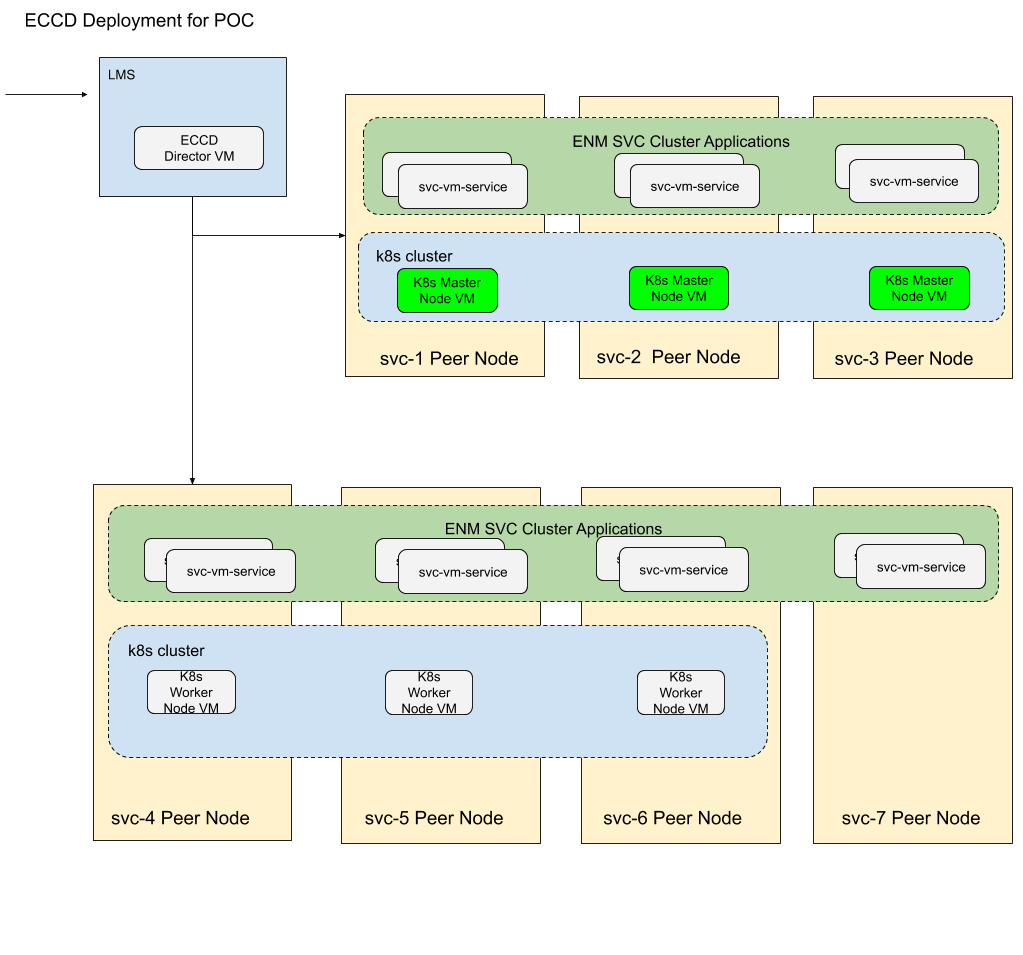 ECCD Deployment for POC
LMS
ECCD
Director VM
ENM SVC Cluster Applications
svc-vm-service
svc-vm-service
svc-vm-service
k8s cluster
K8s Master
Node VM
K8s Master
Node VM
K8s Master
Node VM
svc-1 Peer Node
svc-2 Peer Node
svc-3 Peer Node
ENM SVC Cluster Applications
svc-vm-service
svc-vm-service
svc-vm-service
svc-vm-service
k8s cluster
K8s
Worker
Node VM
K8s
Worker
Node VM
K8s
Worker
Node VM
svc-4 Peer Node
svc-5 Peer Node
svc-6 Peer Node
svc-7 Peer Node